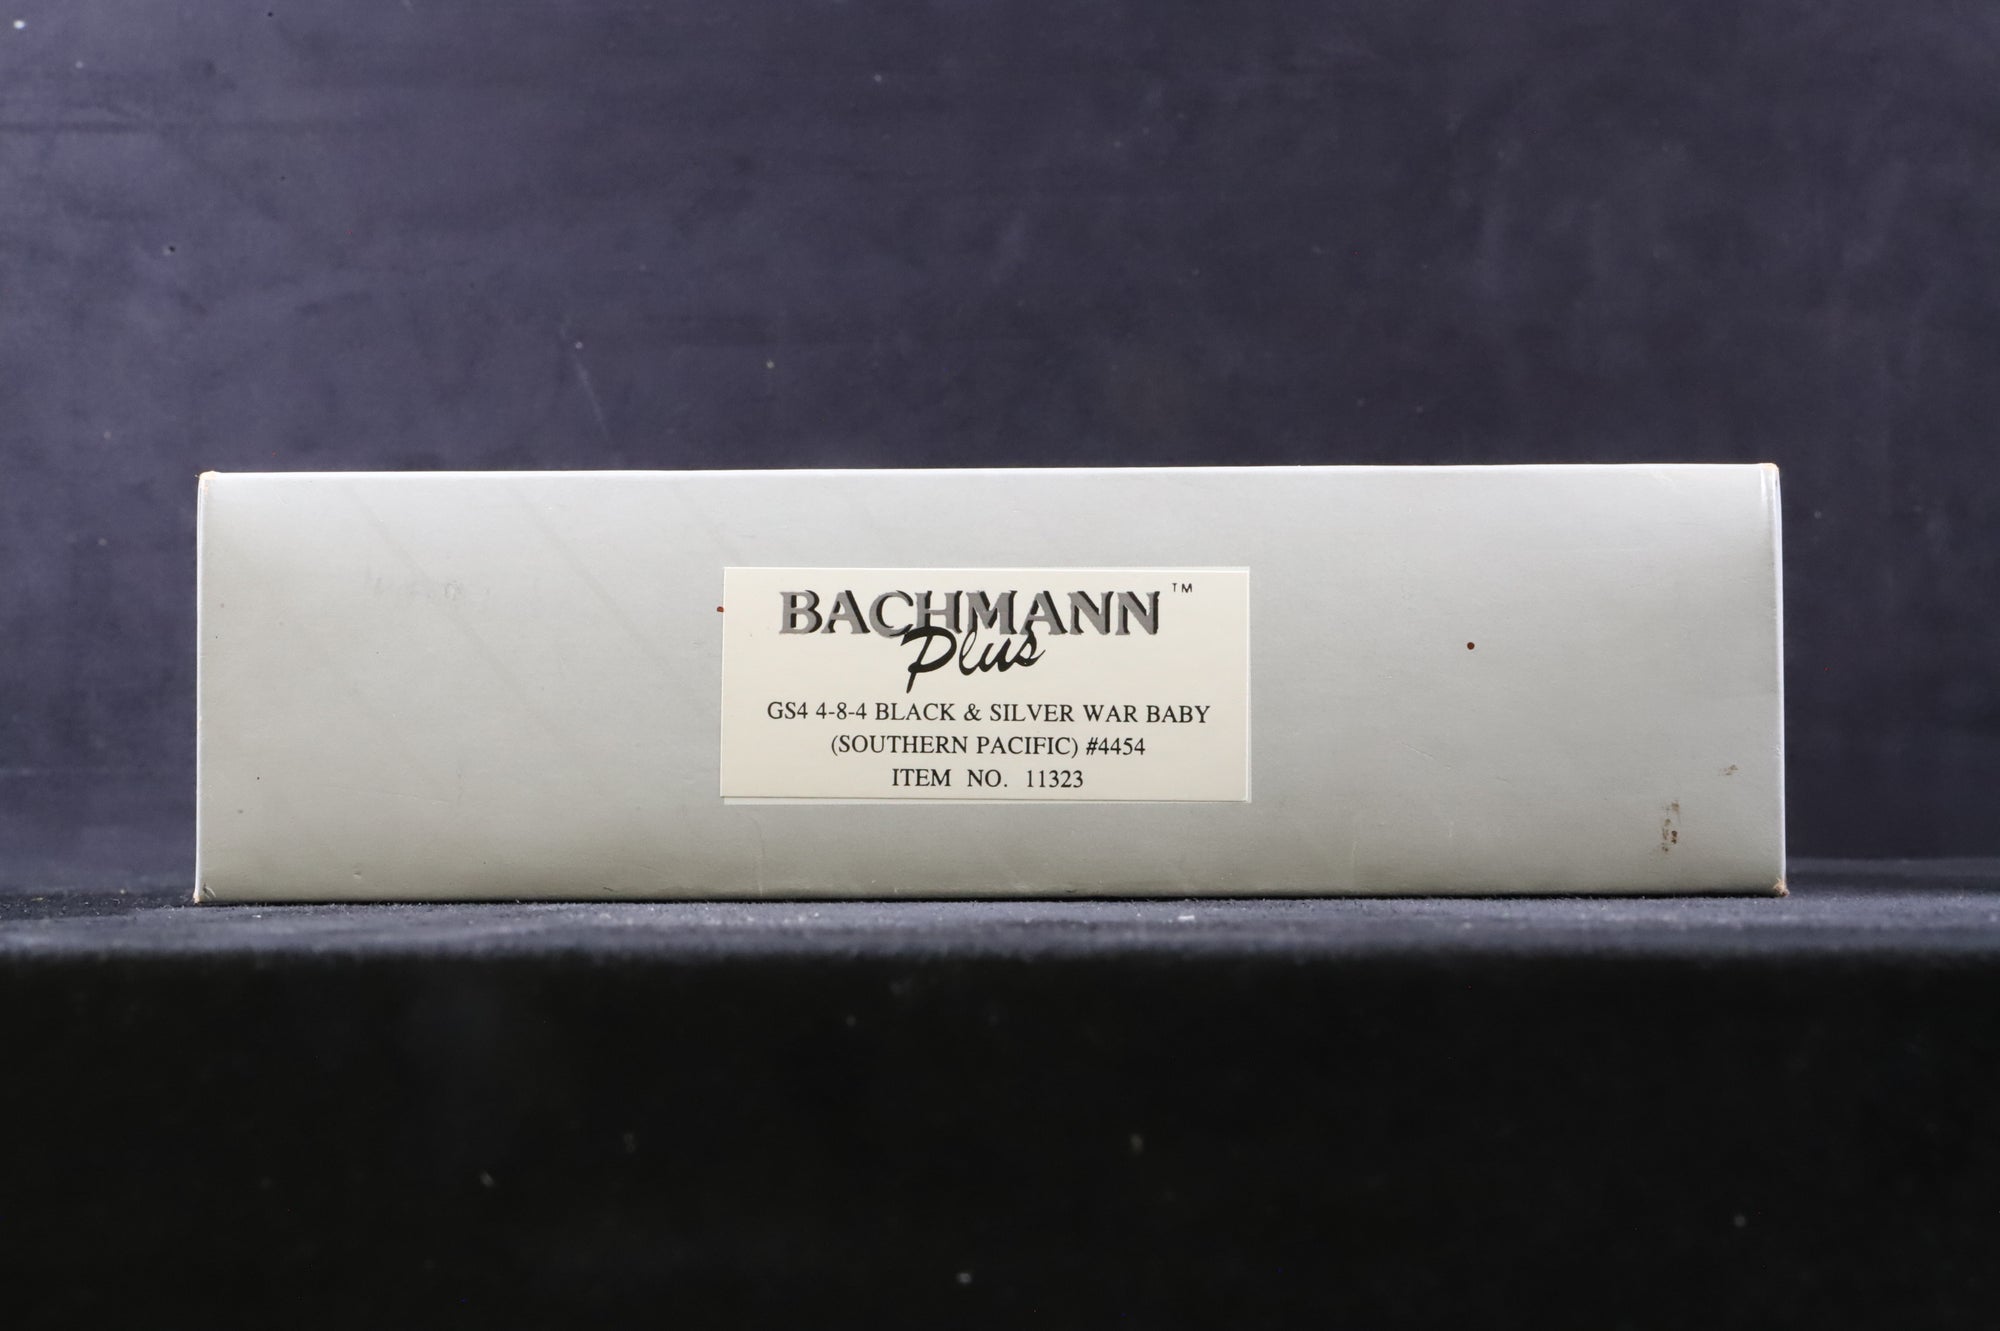 BACHMANN™
Plus
GS4 4-8-4 BLACK & SILVER WAR BABY
(SOUTHERN PACIFIC) #4454
ITEM NO. 11323